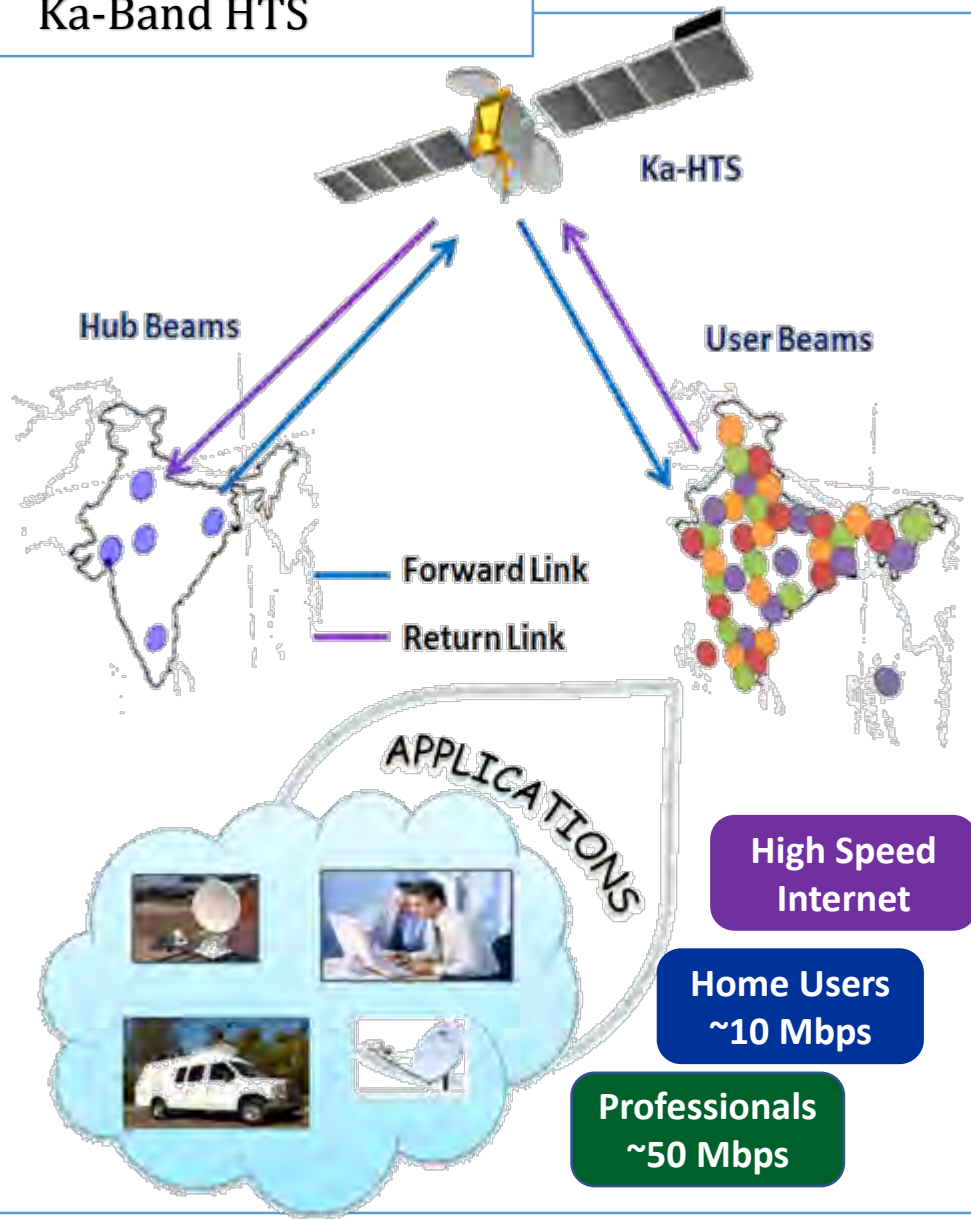 Ka-Band HTS
Ka-HTS
Hub Beams
User Beams
Forward Link
Return Link
APPLICATIONS
High Speed
Internet
Home Users
~10 Mbps
Professionals
~50 Mbps